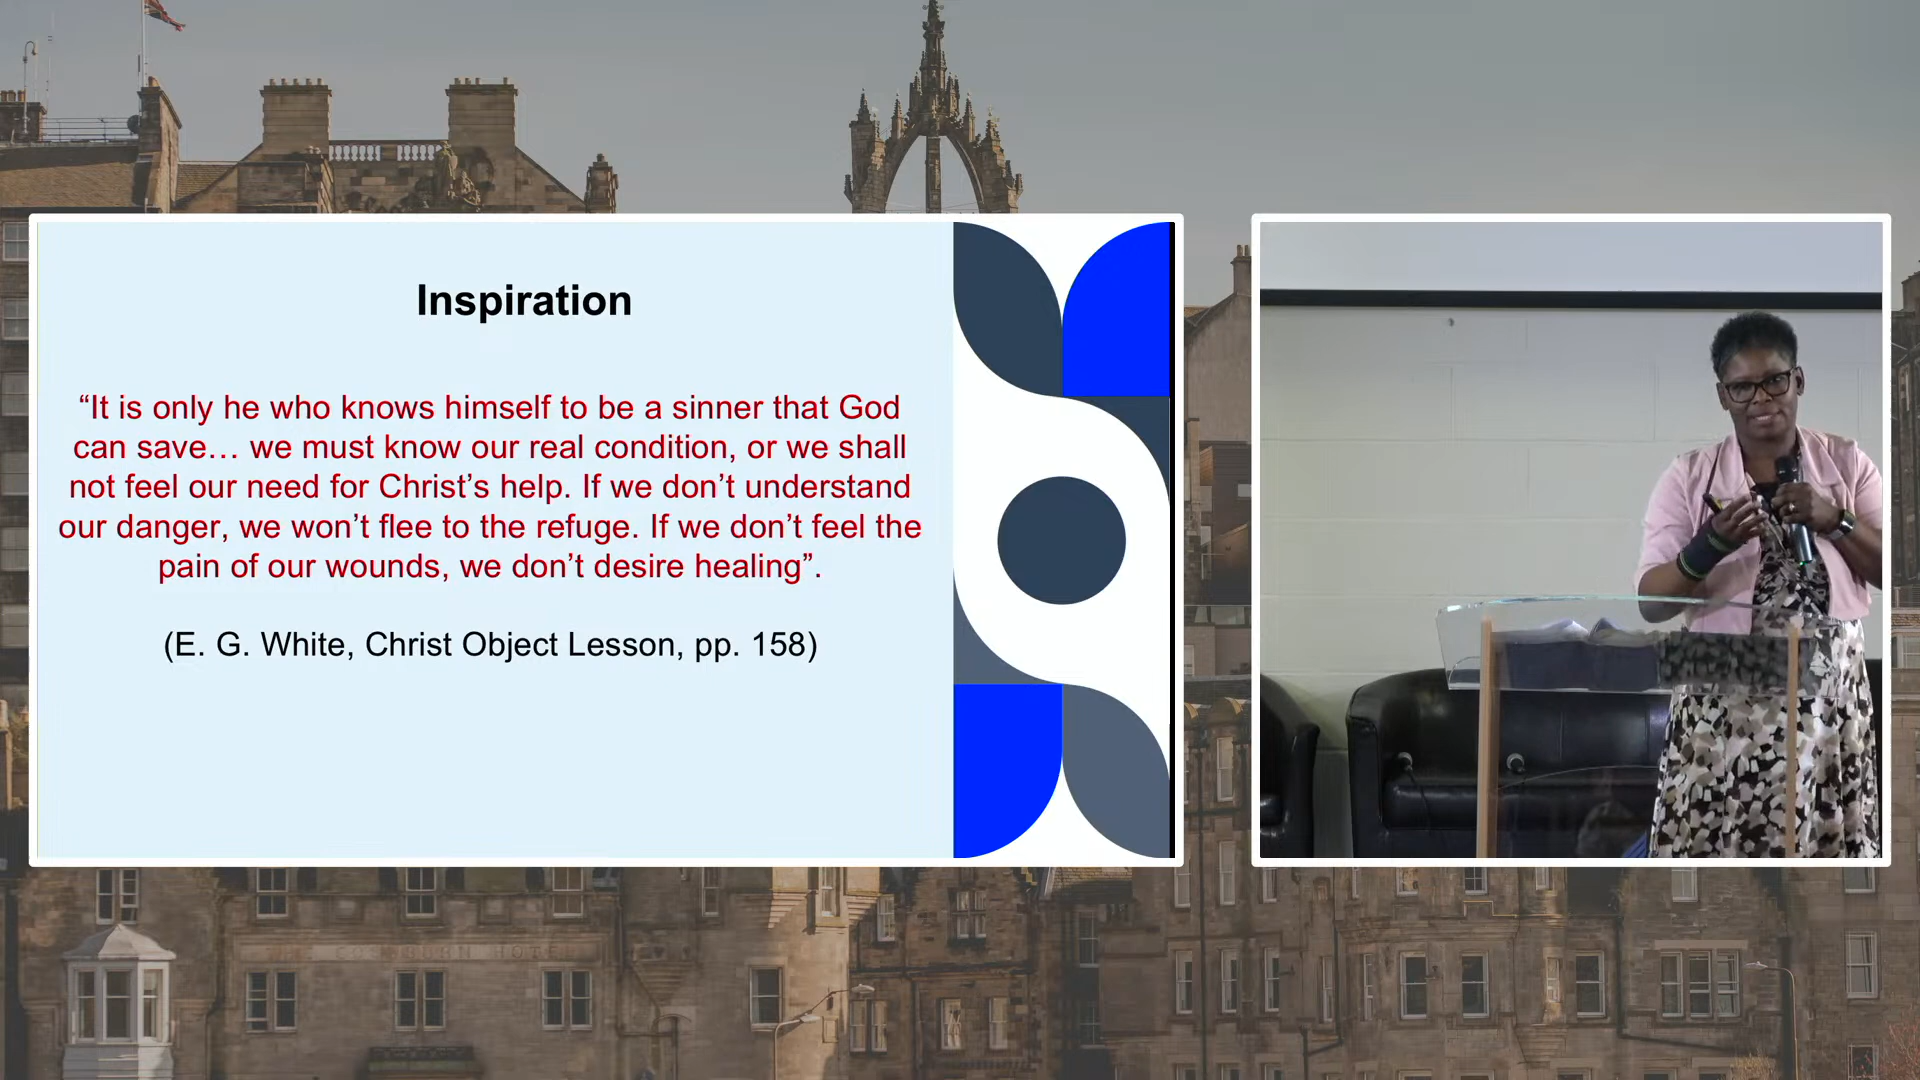 Inspiration
“It is only he who knows himself to be a sinner that God
can save… we must know our real condition, or we shall
not feel our need for Christ’s help. If we don’t understand
our danger, we won’t flee to the refuge. If we don’t feel the
pain of our wounds, we don’t desire healing”.
(E. G. White, Christ Object Lesson, pp. 158)
COCKBURN HOTEL